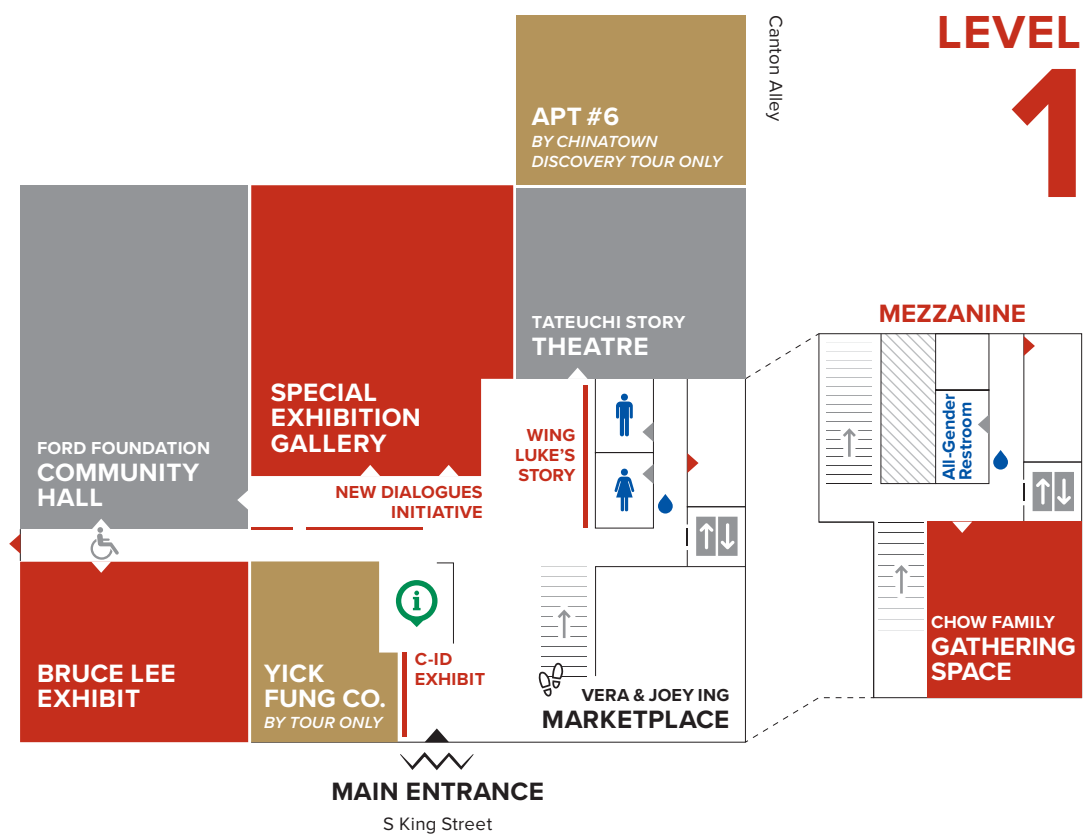 LEVEL
1
Canton Alley
APT #6
BY CHINATOWN
DISCOVERY TOUR ONLY
TATEUCHI STORY
THEATRE
SPECIAL
EXHIBITION
GALLERY
FORD FOUNDATION
COMMUNITY
HALL
NEW DIALOGUES
INITIATIVE
WING
LUKE'S
STORY
MEZZANINE
All-Gender
Restroom
CHOW FAMILY
GATHERING
SPACE
BRUCE LEE
EXHIBIT
YICK
FUNG CO.
BY TOUR ONLY
i
C-ID
EXHIBIT
VERA & JOEY ING
MARKETPLACE
MAIN ENTRANCE
S King Street